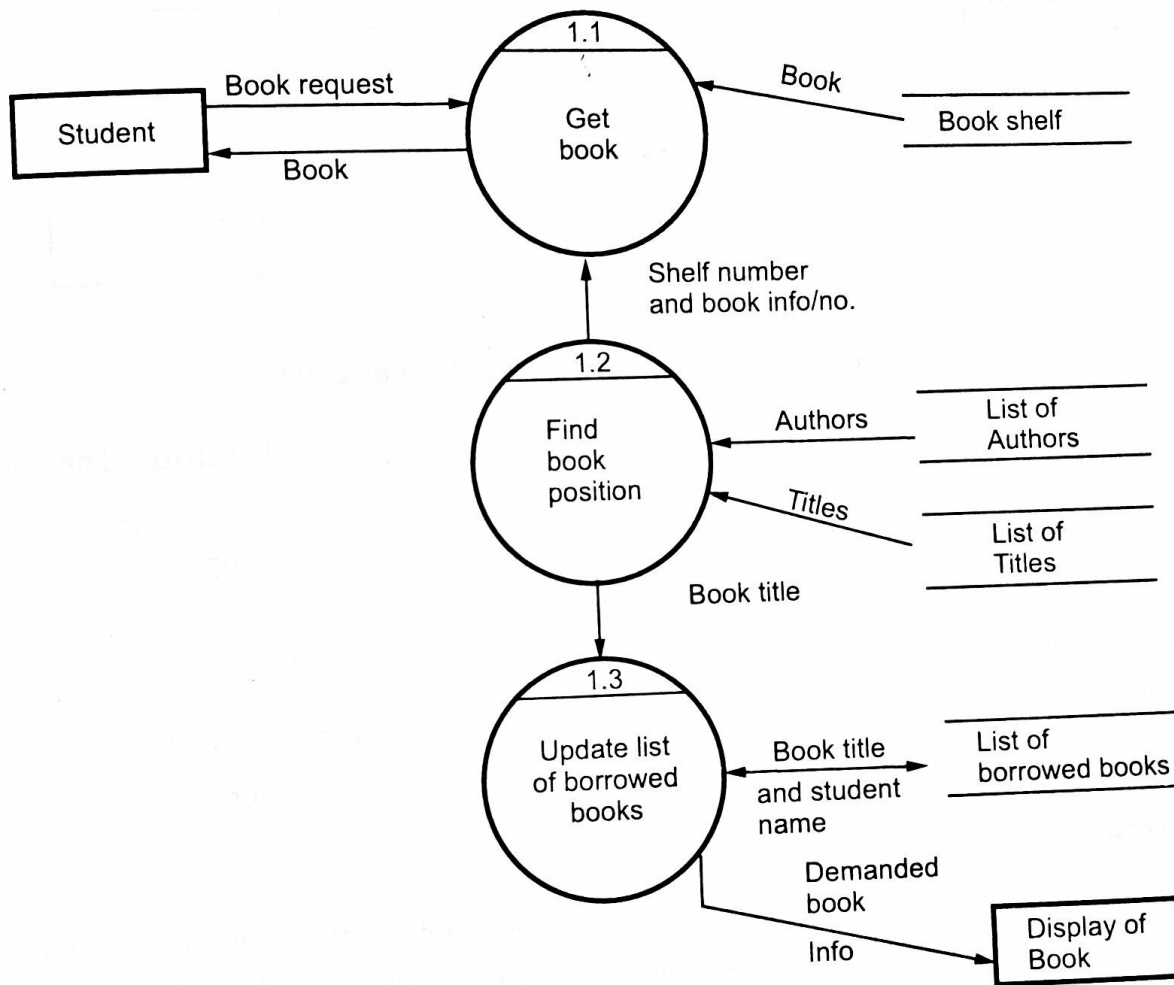 1.1
Book request
Book
Student
Get
book
Book shelf
Book
Shelf number
and book info/no.
1.2
Authors
List of
Authors
Find
book
position
Titles
List of
Titles
Book title
1.3
Update list
of borrowed
books
Book title
and student
name
List of
borrowed books
Demanded
book
Info
Display of
Book